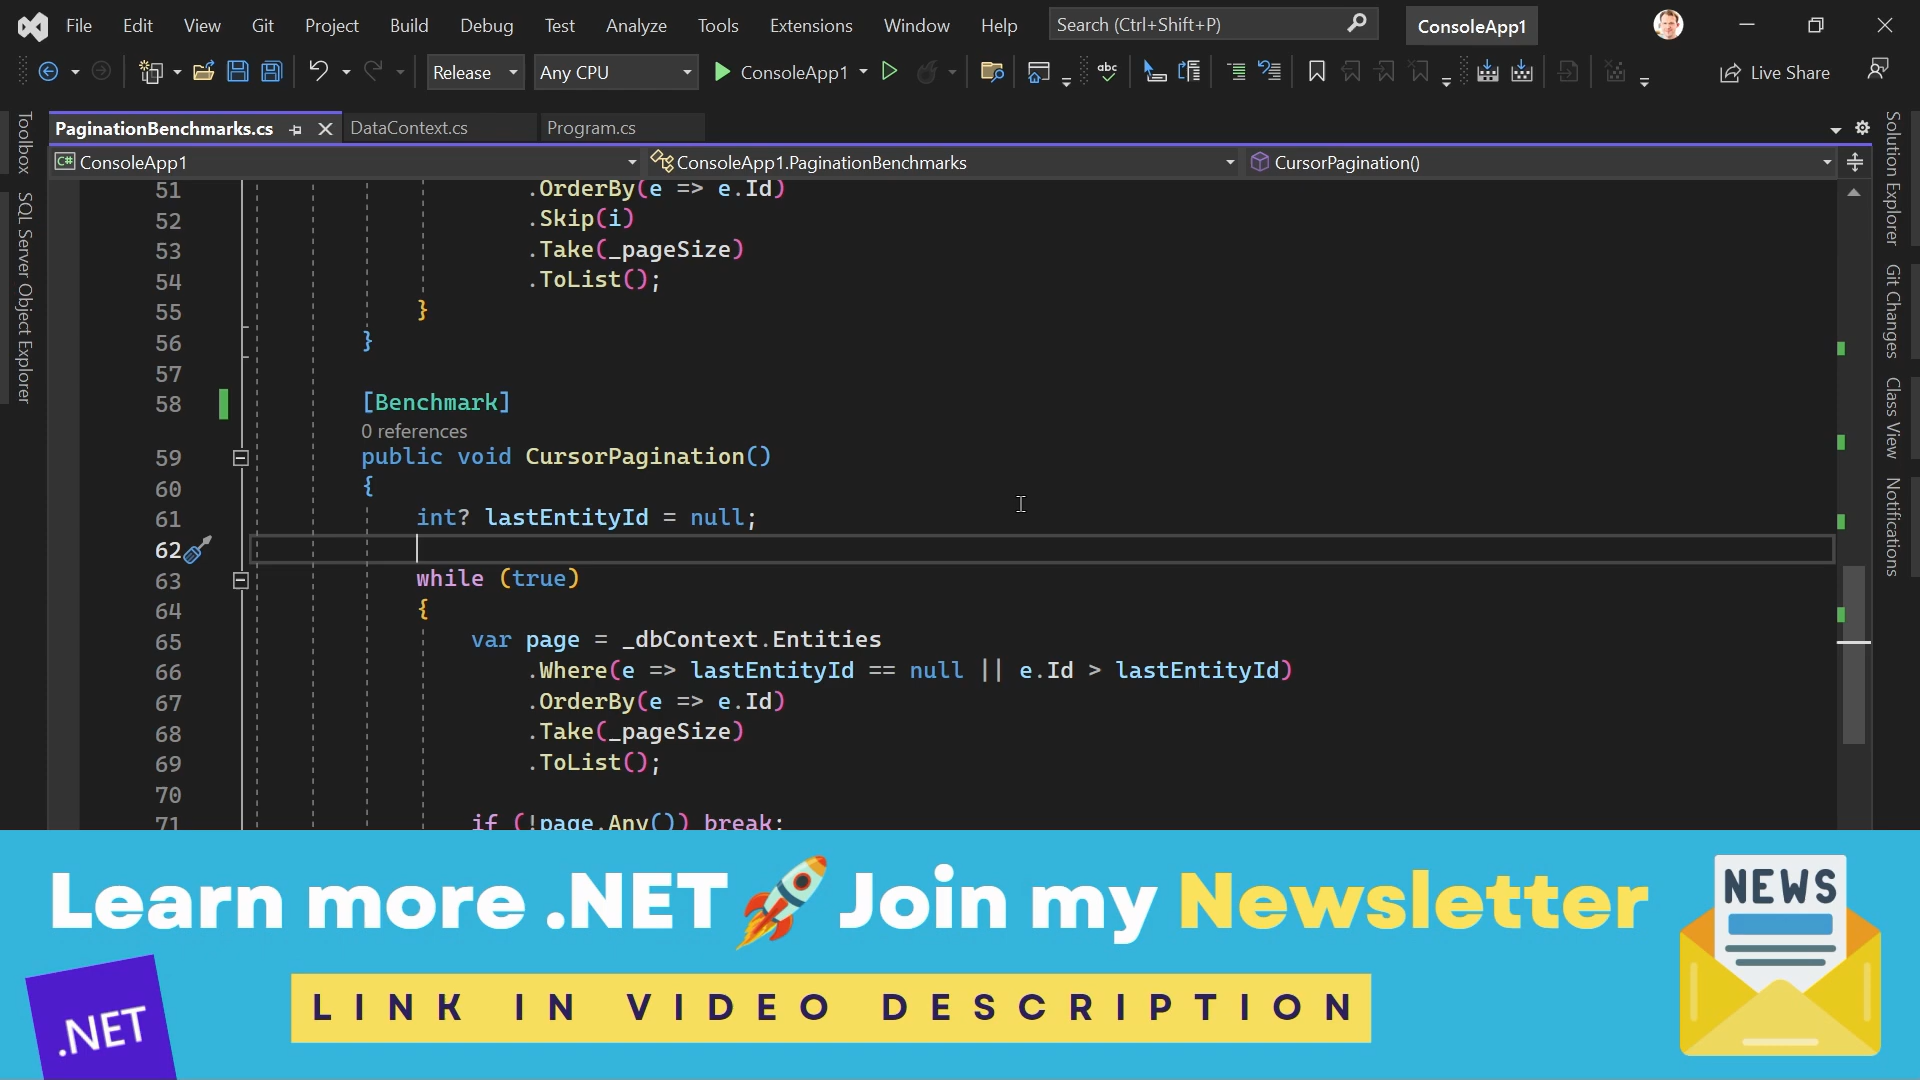 File Edit View Git Project Build Debug Test Analyze Tools Extensions Window Help Search (Ctrl+Shift+P) ConsoleApp1
Release Any CPU ConsoleApp1 abc Live Share
Toolbox
SQL Server Object Explorer
PaginationBenchmarks.cs DataContext.cs Program.cs
C# ConsoleApp1 ConsoleApp1.PaginationBenchmarks CursorPagination()
51 .OrderBy(e => e.Id)
52 .Skip(i)
53 .Take(_pageSize)
54 .ToList();
55 }
56 }
57
58 [Benchmark]
0 references
59 public void CursorPagination()
60 {
61 int? lastEntityId = null;
62
63 while (true)
64 {
65 var page = _dbContext.Entities
66 .Where(e => lastEntityId == null || e.Id > lastEntityId)
67 .OrderBy(e => e.Id)
68 .Take(_pageSize)
69 .ToList();
70
71 if (!page.Any()) break;
Solution Explorer
Git Changes
Class View
Notifications
Learn more .NET Join my Newsletter
NEWS
.NET
LINK IN VIDEO DESCRIPTION